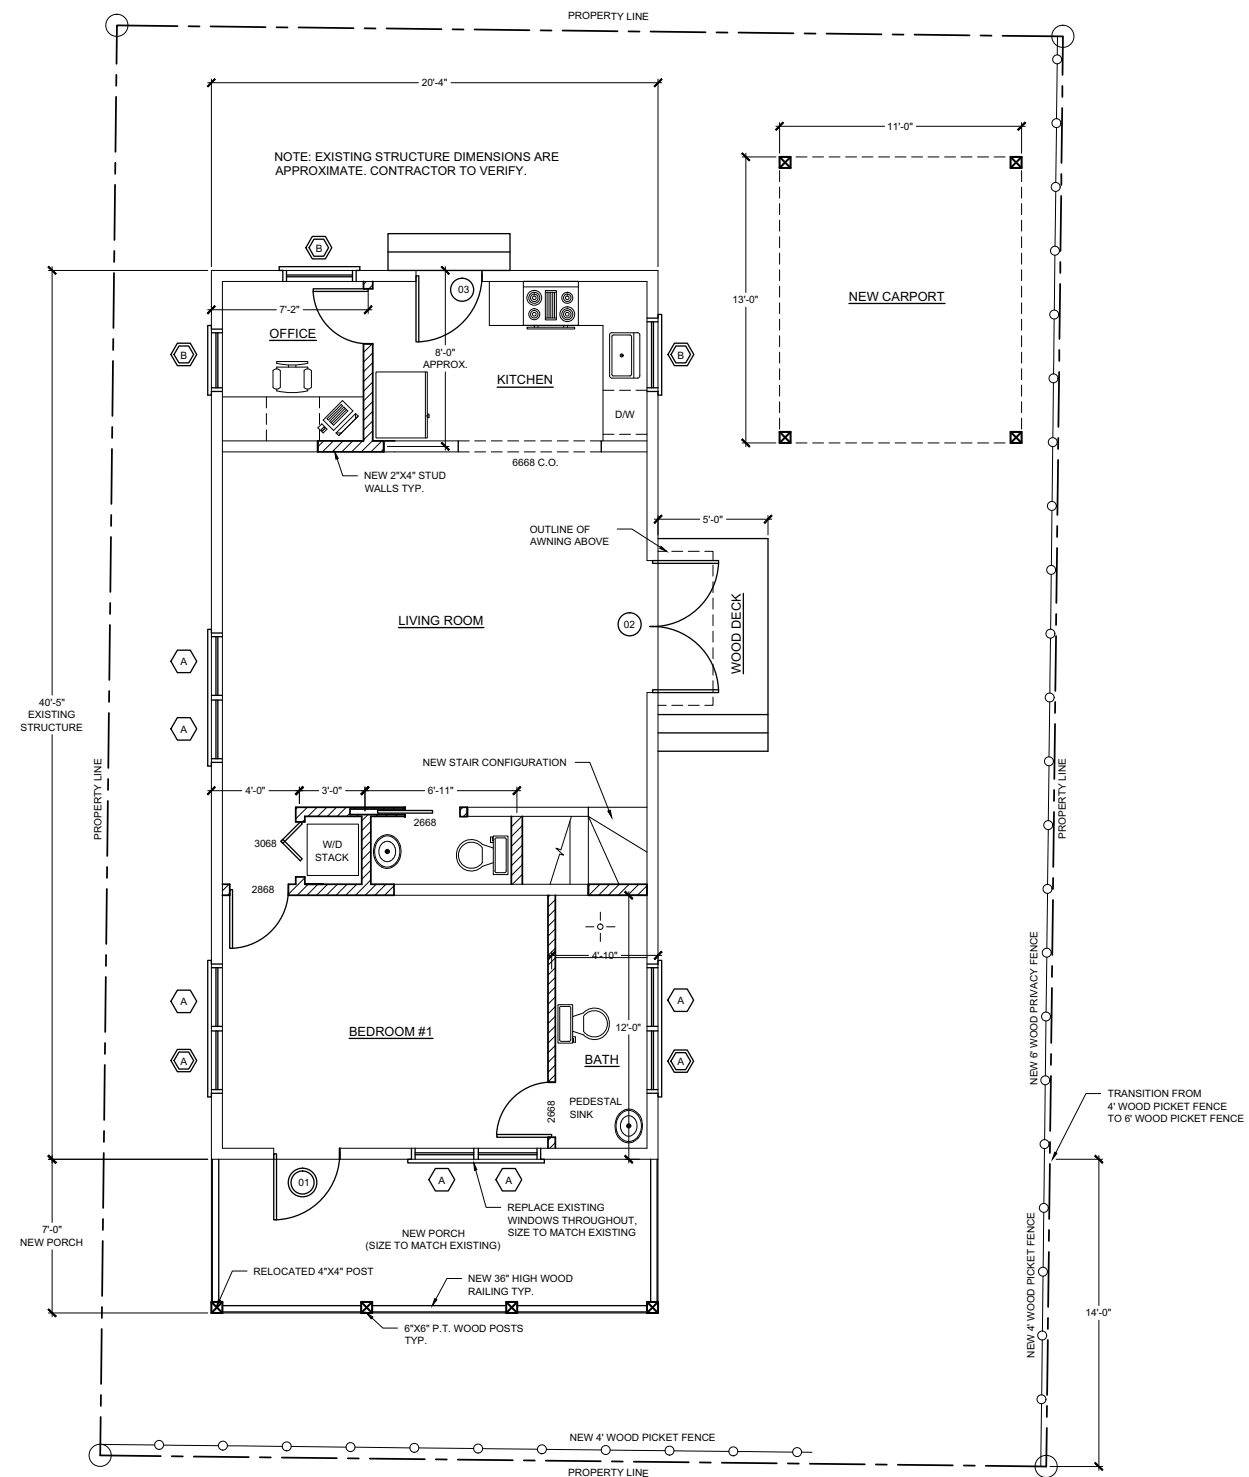 PROPERTY LINE
20'-4"
11'-0"
NOTE: EXISTING STRUCTURE DIMENSIONS ARE
APPROXIMATE. CONTRACTOR TO VERIFY.
B
03
7'-2"
OFFICE
13'-0"
NEW CARPORT
B
8'-0"
APPROX.
B
KITCHEN
D/W
6668 C.O.
NEW 2"X4" STUD
WALLS TYP.
5'-0"
OUTLINE OF
AWNING ABOVE
LIVING ROOM
02
WOOD DECK
A
A
40'-5"
EXISTING
STRUCTURE
PROPERTY LINE
PROPERTY LINE
NEW STAIR CONFIGURATION
4'-0"
3'-0"
6'-11"
2668
3068
W/D
STACK
2868
4'-10"
A
A
12'-0"
BEDROOM #1
BATH
A
A
NEW 6' WOOD PRIVACY FENCE
2668
PEDESTAL
SINK
TRANSITION FROM
4' WOOD PICKET FENCE
TO 6' WOOD PICKET FENCE
01
A
A
REPLACE EXISTING
WINDOWS THROUGHOUT,
SIZE TO MATCH EXISTING
7'-0"
NEW PORCH
NEW PORCH
(SIZE TO MATCH EXISTING)
RELOCATED 4"X4" POST
NEW 36" HIGH WOOD
RAILING TYP.
6"X6" P.T. WOOD POSTS
TYP.
NEW 4' WOOD PICKET FENCE
14'-0"
NEW 4' WOOD PICKET FENCE
PROPERTY LINE